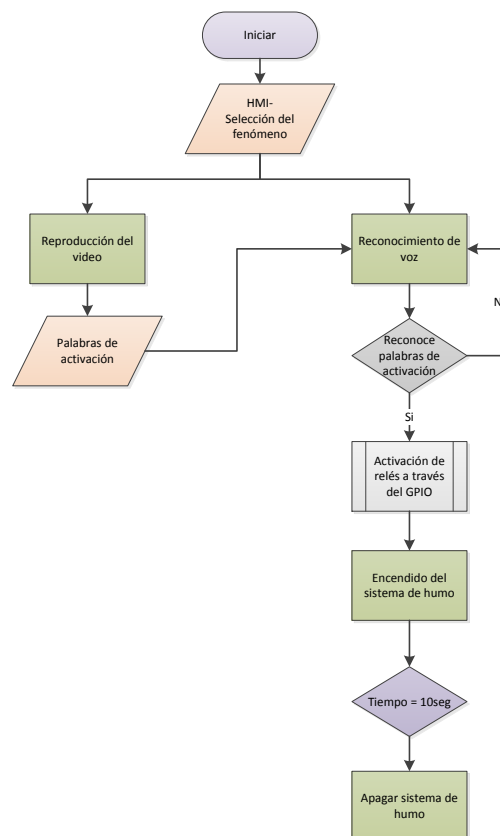 Iniciar
HMI-
Selección del
fenómeno
Reproducción del
video
Reconocimiento de
voz
Palabras de
activación
Reconoce
palabras de
activación
N
Si
Activación de
relés a través
del GPIO
Encendido del
sistema de humo
Tiempo = 10seg
Apagar sistema de
humo